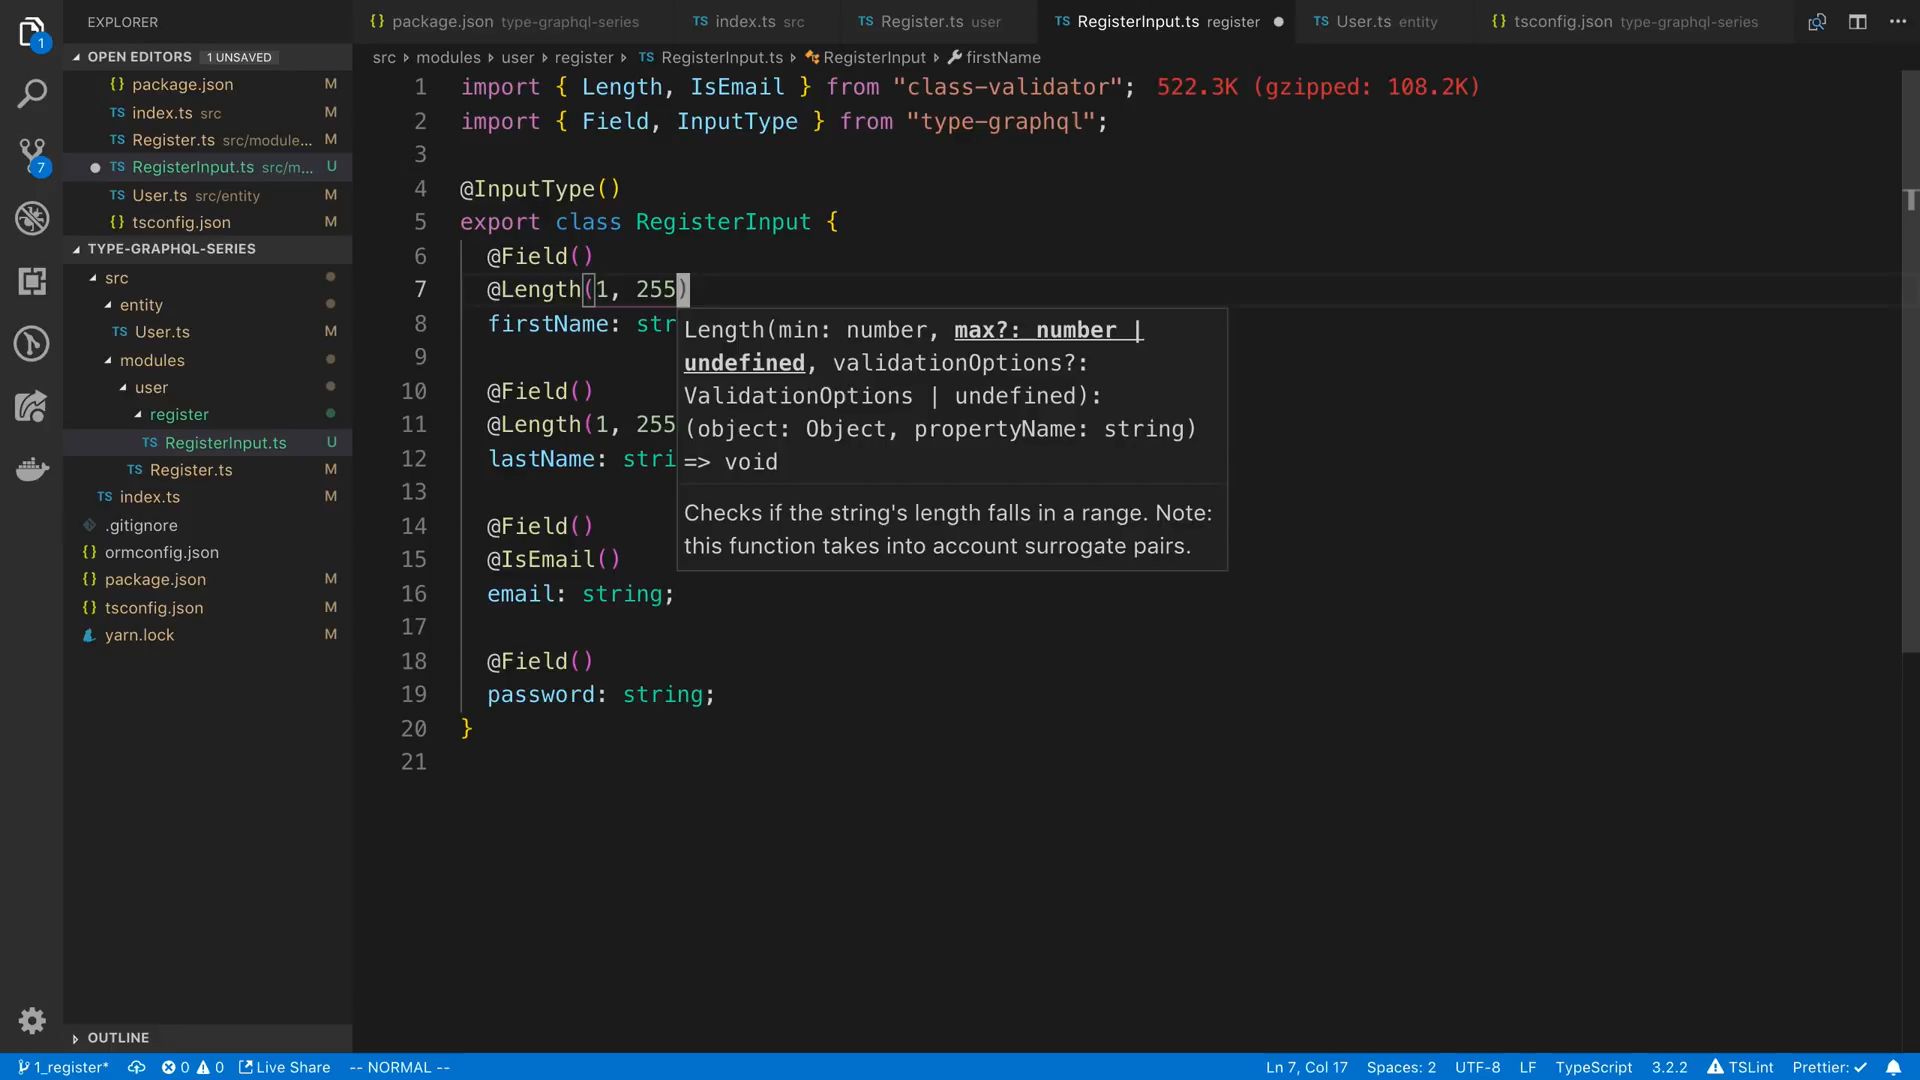 EXPLORER
OPEN EDITORS 1 UNSAVED
{} package.json M
TS index.ts src M
TS Register.ts src/module... M
TS RegisterInput.ts src/m... U
TS User.ts src/entity M
TS tsconfig.json M
TYPE-GRAPHQL-SERIES
src
entity
TS User.ts M
modules
user
register
TS RegisterInput.ts U
TS Register.ts M
TS index.ts M
.gitignore
ormconfig.json
{} package.json M
{} tsconfig.json M
yarn.lock M
OUTLINE
1
7
{} package.json type-graphql-series
TS index.ts src
TS Register.ts user
TS RegisterInput.ts register
TS User.ts entity
{} tsconfig.json type-graphql-series
src modules user register TS RegisterInput.ts RegisterInput firstName
1 import { Length, IsEmail } from "class-validator"; 522.3K (gzipped: 108.2K)
2 import { Field, InputType } from "type-graphql";
3
4 @InputType()
5 export class RegisterInput {
6 @Field()
7 @Length(1, 255)
8 firstName: str
9
10 @Field()
11 @Length(1, 255
12 lastName: stri
13
14 @Field()
15 @IsEmail()
16 email: string;
17
18 @Field()
19 password: string;
20 }
21
Length(min: number, max?: number |
undefined, validationOptions?:
ValidationOptions | undefined):
(object: Object, propertyName: string)
=> void
Checks if the string's length falls in a range. Note:
this function takes into account surrogate pairs.
1_register* 0 0 Live Share -- NORMAL -- Ln 7, Col 17 Spaces: 2 UTF-8 LF TypeScript 3.2.2 TSLint Prettier: ✓